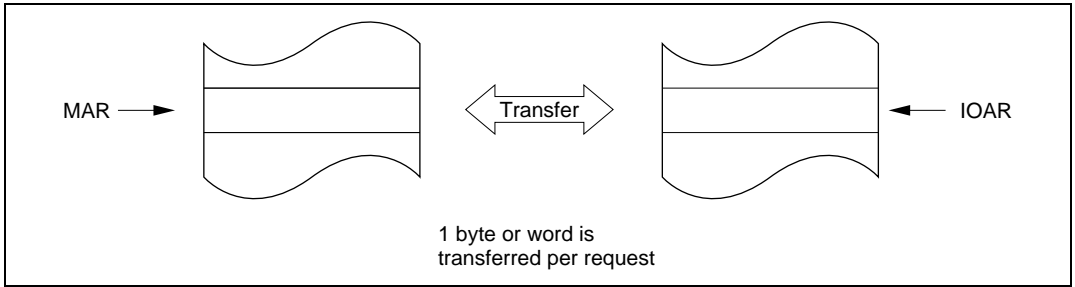 MAR
Transfer
IOAR
1 byte or word is
transferred per request